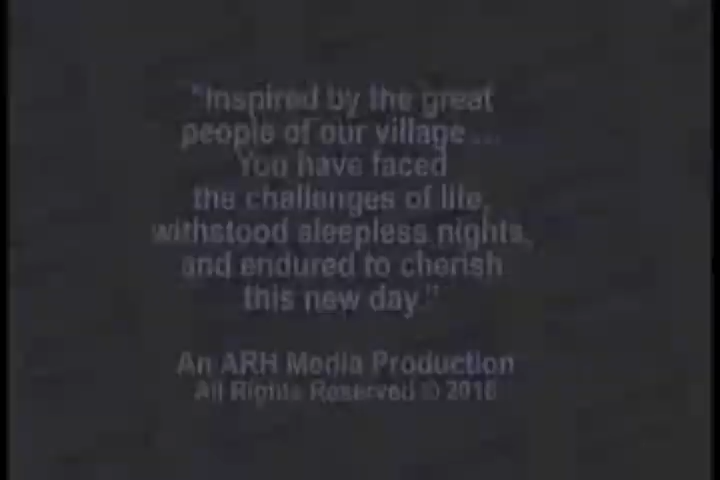 "Inspired by the great
people of our village ...
You have faced
the challenges of life,
withstood sleepless nights,
and endured to cherish
this new day."
An ARH Media Production
All Rights Reserved ©